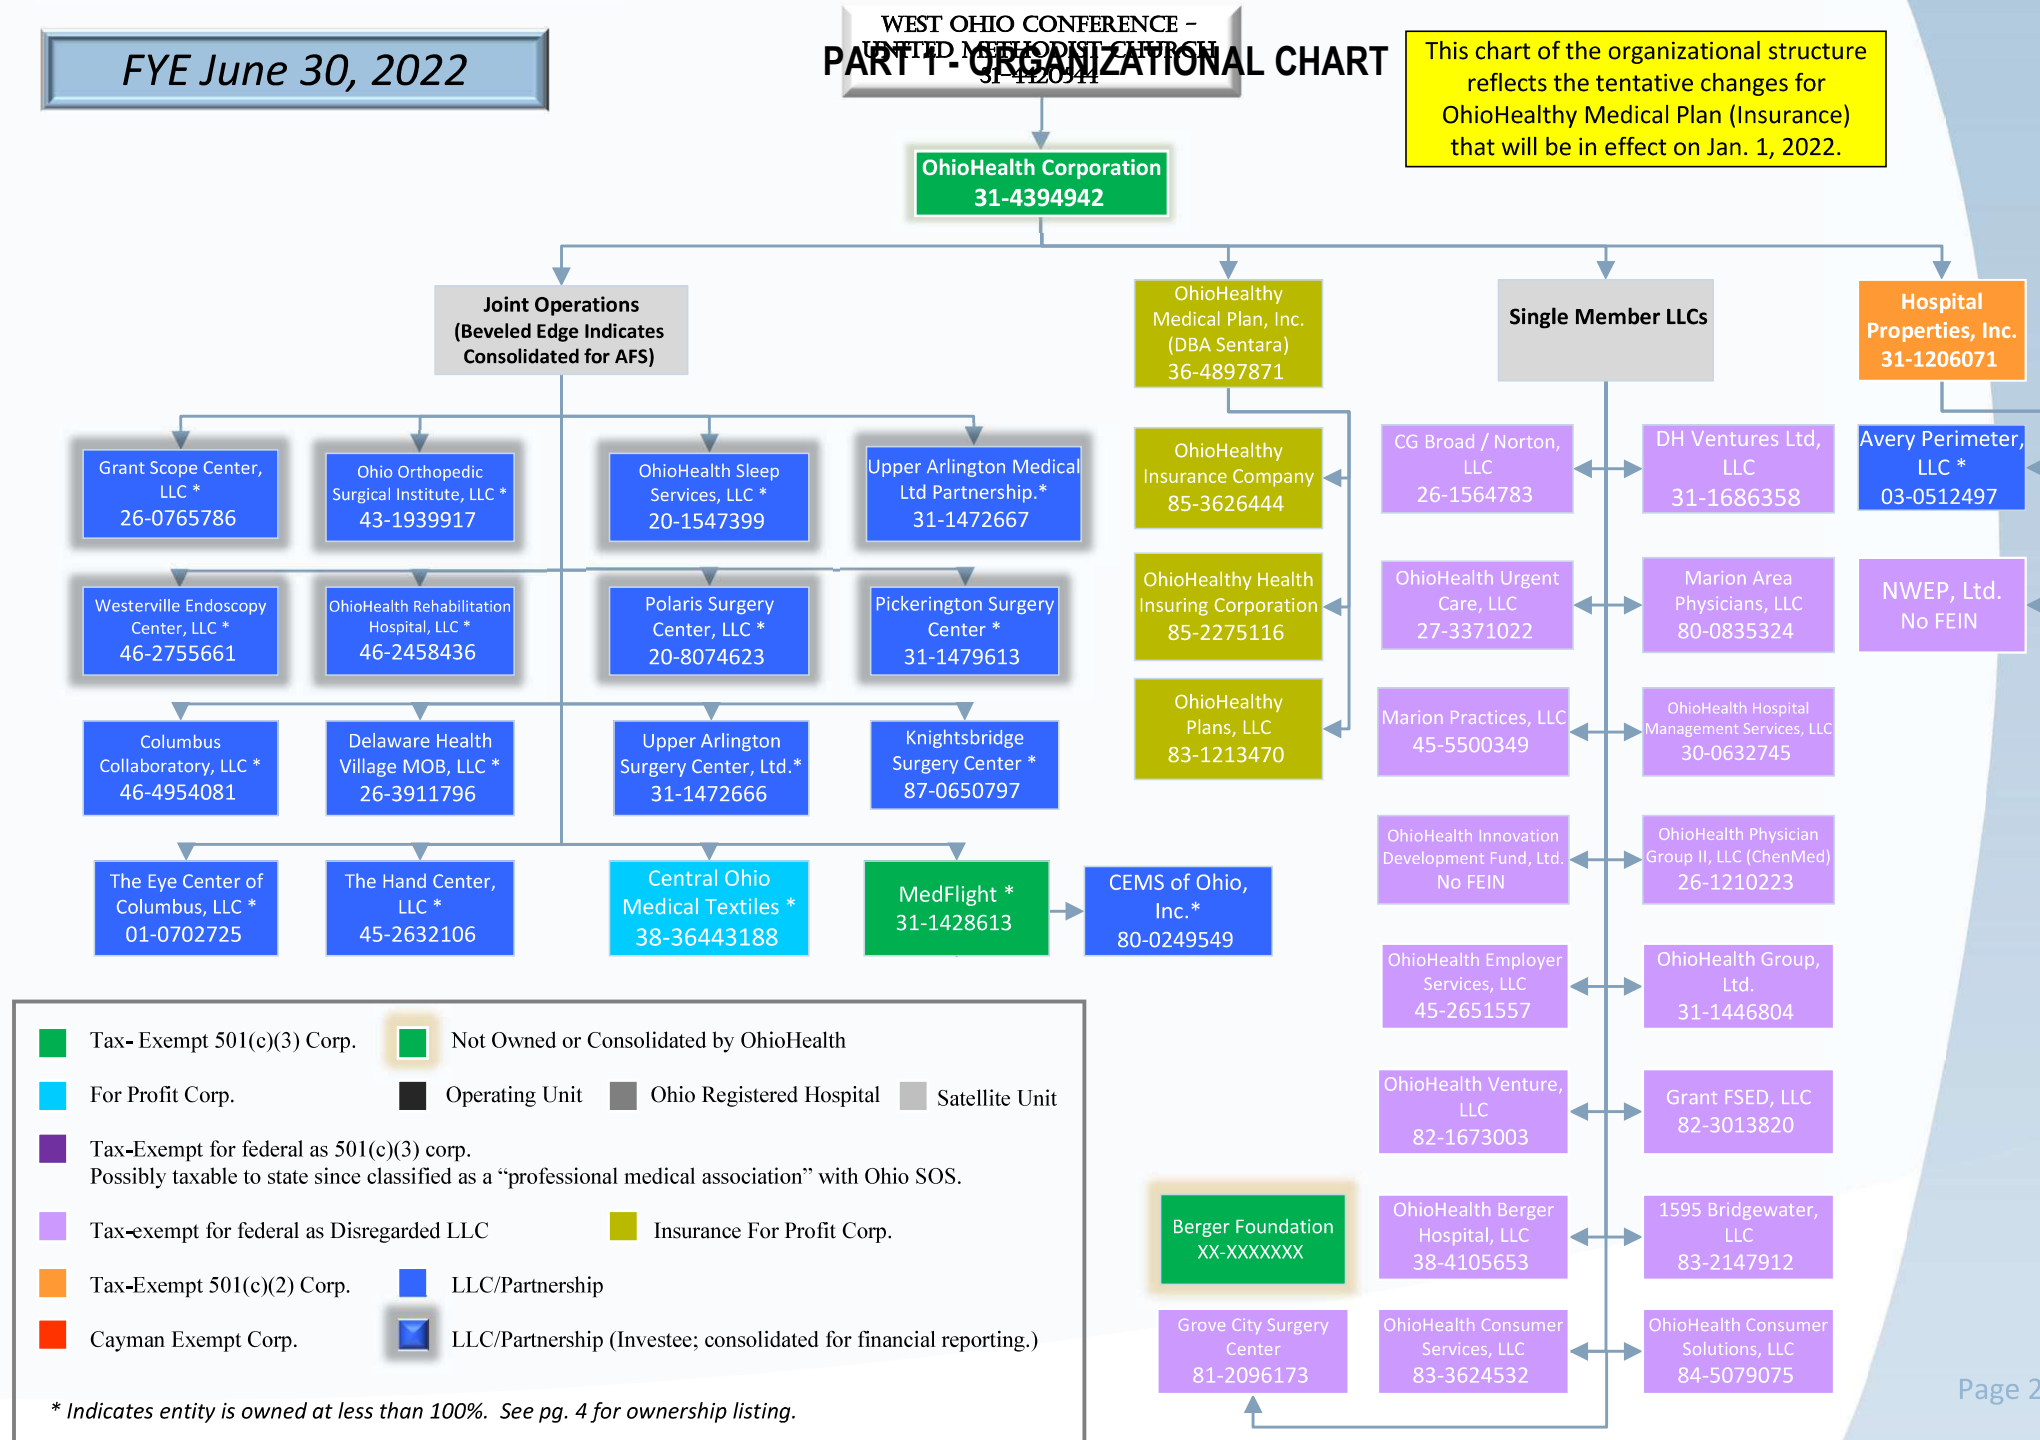 FYE June 30, 2022
WEST OHIO CONFERENCE –
UNITED METHODIST CHURCH
31-4420544
PART 1 - ORGANIZATIONAL CHART
This chart of the organizational structure
reflects the tentative changes for
OhioHealthy Medical Plan (Insurance)
that will be in effect on Jan. 1, 2022.
OhioHealth Corporation
31-4394942
Joint Operations
(Beveled Edge Indicates
Consolidated for AFS)
OhioHealthy
Medical Plan, Inc.
(DBA Sentara)
36-4897871
Single Member LLCs
Hospital
Properties, Inc.
31-1206071
Grant Scope Center,
LLC *
26-0765786
Ohio Orthopedic
Surgical Institute, LLC *
43-1939917
OhioHealth Sleep
Services, LLC *
20-1547399
Upper Arlington Medical
Ltd Partnership.*
31-1472667
Westerville Endoscopy
Center, LLC *
46-2755661
OhioHealth Rehabilitation
Hospital, LLC *
46-2458436
Polaris Surgery
Center, LLC *
20-8074623
Pickerington Surgery
Center *
31-1479613
Columbus
Collaboratory, LLC *
46-4954081
Delaware Health
Village MOB, LLC *
26-3911796
Upper Arlington
Surgery Center, Ltd.*
31-1472666
Knightsbridge
Surgery Center *
87-0650797
The Eye Center of
Columbus, LLC *
01-0702725
The Hand Center,
LLC *
45-2632106
Central Ohio
Medical Textiles *
38-36443188
MedFlight *
31-1428613
CEMS of Ohio,
Inc.*
80-0249549
OhioHealthy
Insurance Company
85-3626444
OhioHealthy Health
Insuring Corporation
85-2275116
OhioHealthy
Plans, LLC
83-1213470
CG Broad / Norton,
LLC
26-1564783
DH Ventures Ltd,
LLC
31-1686358
OhioHealth Urgent
Care, LLC
27-3371022
Marion Area
Physicians, LLC
80-0835324
Marion Practices, LLC
45-5500349
OhioHealth Hospital
Management Services, LLC
30-0632745
OhioHealth Innovation
Development Fund, Ltd.
No FEIN
OhioHealth Physician
Group II, LLC (ChenMed)
26-1210223
OhioHealth Employer
Services, LLC
45-2651557
OhioHealth Group,
Ltd.
31-1446804
OhioHealth Venture,
LLC
82-1673003
Grant FSED, LLC
82-3013820
OhioHealth Berger
Hospital, LLC
38-4105653
1595 Bridgewater,
LLC
83-2147912
OhioHealth Consumer
Services, LLC
83-3624532
OhioHealth Consumer
Solutions, LLC
84-5079075
Avery Perimeter,
LLC *
03-0512497
NWEP, Ltd.
No FEIN
Berger Foundation
XX-XXXXXXX
Grove City Surgery
Center
81-2096173
Tax- Exempt 501(c)(3) Corp.
Not Owned or Consolidated by OhioHealth
For Profit Corp.
Operating Unit
Ohio Registered Hospital
Satellite Unit
Tax-Exempt for federal as 501(c)(3) corp.
Possibly taxable to state since classified as a “professional medical association” with Ohio SOS.
Tax-exempt for federal as Disregarded LLC
Insurance For Profit Corp.
Tax-Exempt 501(c)(2) Corp.
LLC/Partnership
Cayman Exempt Corp.
LLC/Partnership (Investee; consolidated for financial reporting.)
* Indicates entity is owned at less than 100%. See pg. 4 for ownership listing.
Page 2